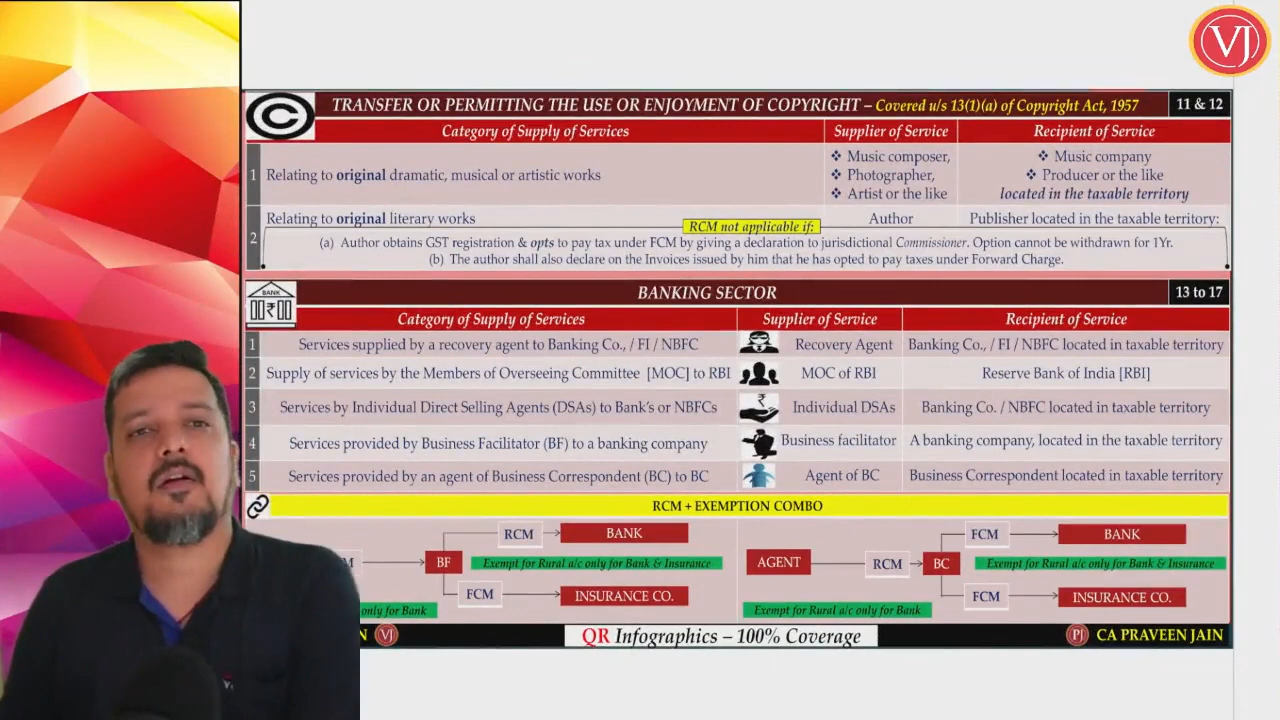 VJ
TRANSFER OR PERMITTING THE USE OR ENJOYMENT OF COPYRIGHT – Covered u/s 13(1)(a) of Copyright Act, 1957 11 & 12
Category of Supply of Services Supplier of Service Recipient of Service
1 Relating to original dramatic, musical or artistic works
❖ Music composer,
❖ Photographer,
❖ Artist or the like
❖ Music company
❖ Producer or the like
located in the taxable territory
2 Relating to original literary works Author Publisher located in the taxable territory:
RCM not applicable if:
(a) Author obtains GST registration & opts to pay tax under FCM by giving a declaration to jurisdictional Commissioner. Option cannot be withdrawn for 1Yr.
(b) The author shall also declare on the Invoices issued by him that he has opted to pay taxes under Forward Charge.
BANK
BANKING SECTOR 13 to 17
Category of Supply of Services Supplier of Service Recipient of Service
1 Services supplied by a recovery agent to Banking Co., / FI / NBFC Recovery Agent Banking Co., / FI / NBFC located in taxable territory
2 Supply of services by the Members of Overseeing Committee [MOC] to RBI MOC of RBI Reserve Bank of India [RBI]
3 Services by Individual Direct Selling Agents (DSAs) to Bank's or NBFCs Individual DSAs Banking Co. / NBFC located in taxable territory
4 Services provided by Business Facilitator (BF) to a banking company Business facilitator A banking company, located in the taxable territory
5 Services provided by an agent of Business Correspondent (BC) to BC Agent of BC Business Correspondent located in taxable territory
RCM + EXEMPTION COMBO
RCM BANK
M BF Exempt for Rural a/c only for Bank & Insurance
FCM INSURANCE CO.
only for Bank
FCM BANK
AGENT RCM BC Exempt for Rural a/c only for Bank & Insurance
FCM INSURANCE CO.
Exempt for Rural a/c only for Bank
N VJ QR Infographics – 100% Coverage PJ CA PRAVEEN JAIN